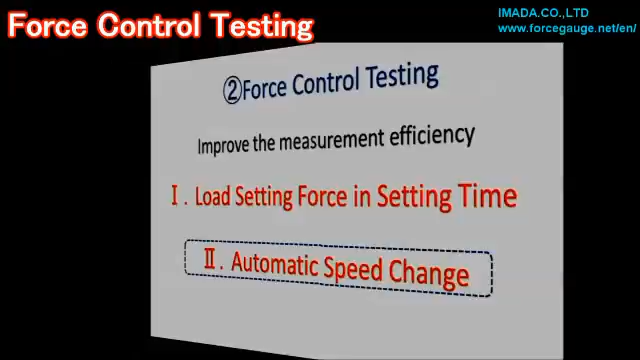 Force Control Testing
IMADA.CO.,LTD
www.forcegauge.net/en/
②Force Control Testing
Improve the measurement efficiency
Ⅰ. Load Setting Force in Setting Time
Ⅱ. Automatic Speed Change